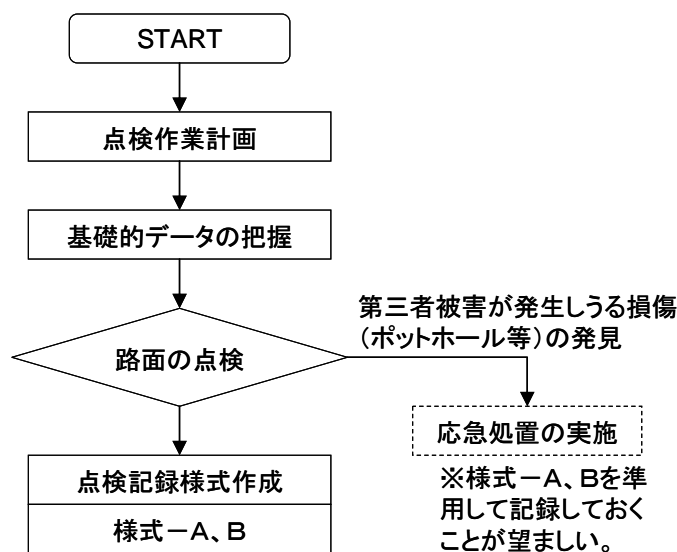 START
点検作業計画
基礎的データの把握
第三者被害が発生しうる損傷
(ポットホール等)の発見
路面の点検
応急処置の実施
※様式－A、Bを準
用して記録しておく
ことが望ましい。
点検記録様式作成
様式－A、B